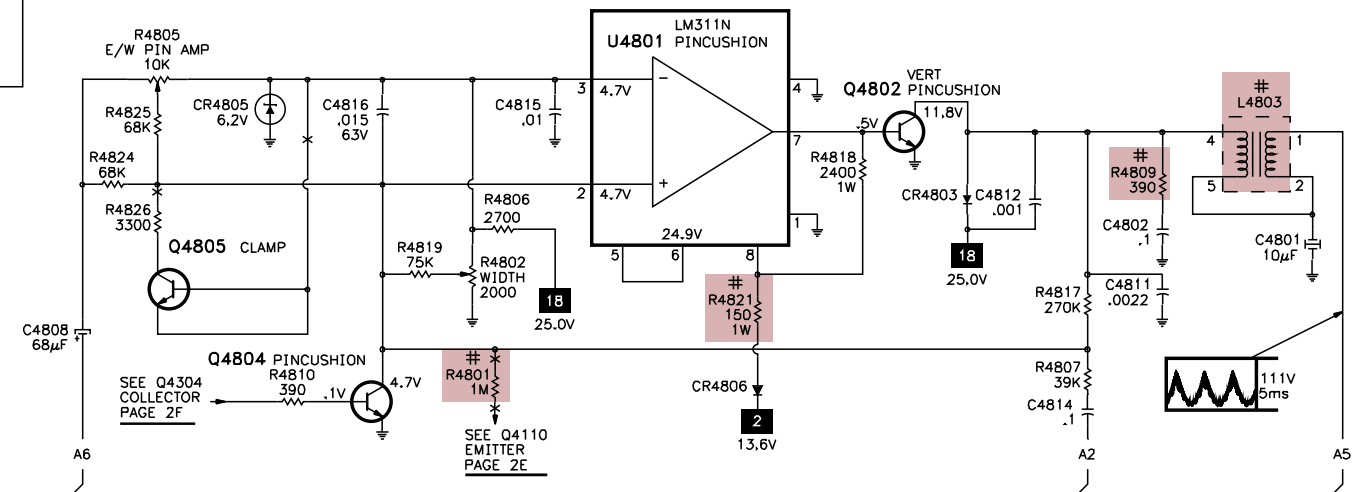 R4805
E/W PIN AMP
10K
R4825
68K
CR4805
6.2V
C4816
.015
63V
C4815
.01
LM311N
U4801 PINCUSHION
3
4.7V
−
4
7
2
4.7V
+
1
24.9V
5
6
8
R4824
68K
R4826
3300
Q4805 CLAMP
R4806
2700
R4819
75K
R4802
WIDTH
2000
18
25.0V
C4808
68µF
+
Q4804 PINCUSHION
R4810
390
.1V
4.7V
SEE Q4304
COLLECTOR
PAGE 2F
#
R4801
1M
SEE Q4110
EMITTER
PAGE 2E
#
R4821
150
1W
CR4806
2
13.6V
VERT
Q4802 PINCUSHION
.5V
11.8V
R4818
2400
1W
CR4803
C4812
.001
18
25.0V
#
R4809
390
C4802
.1
#
L4803
4
1
5
2
C4801
10µF
+
R4817
270K
C4811
.0022
R4807
39K
C4814
.1
111V
5ms
A6
A2
A5